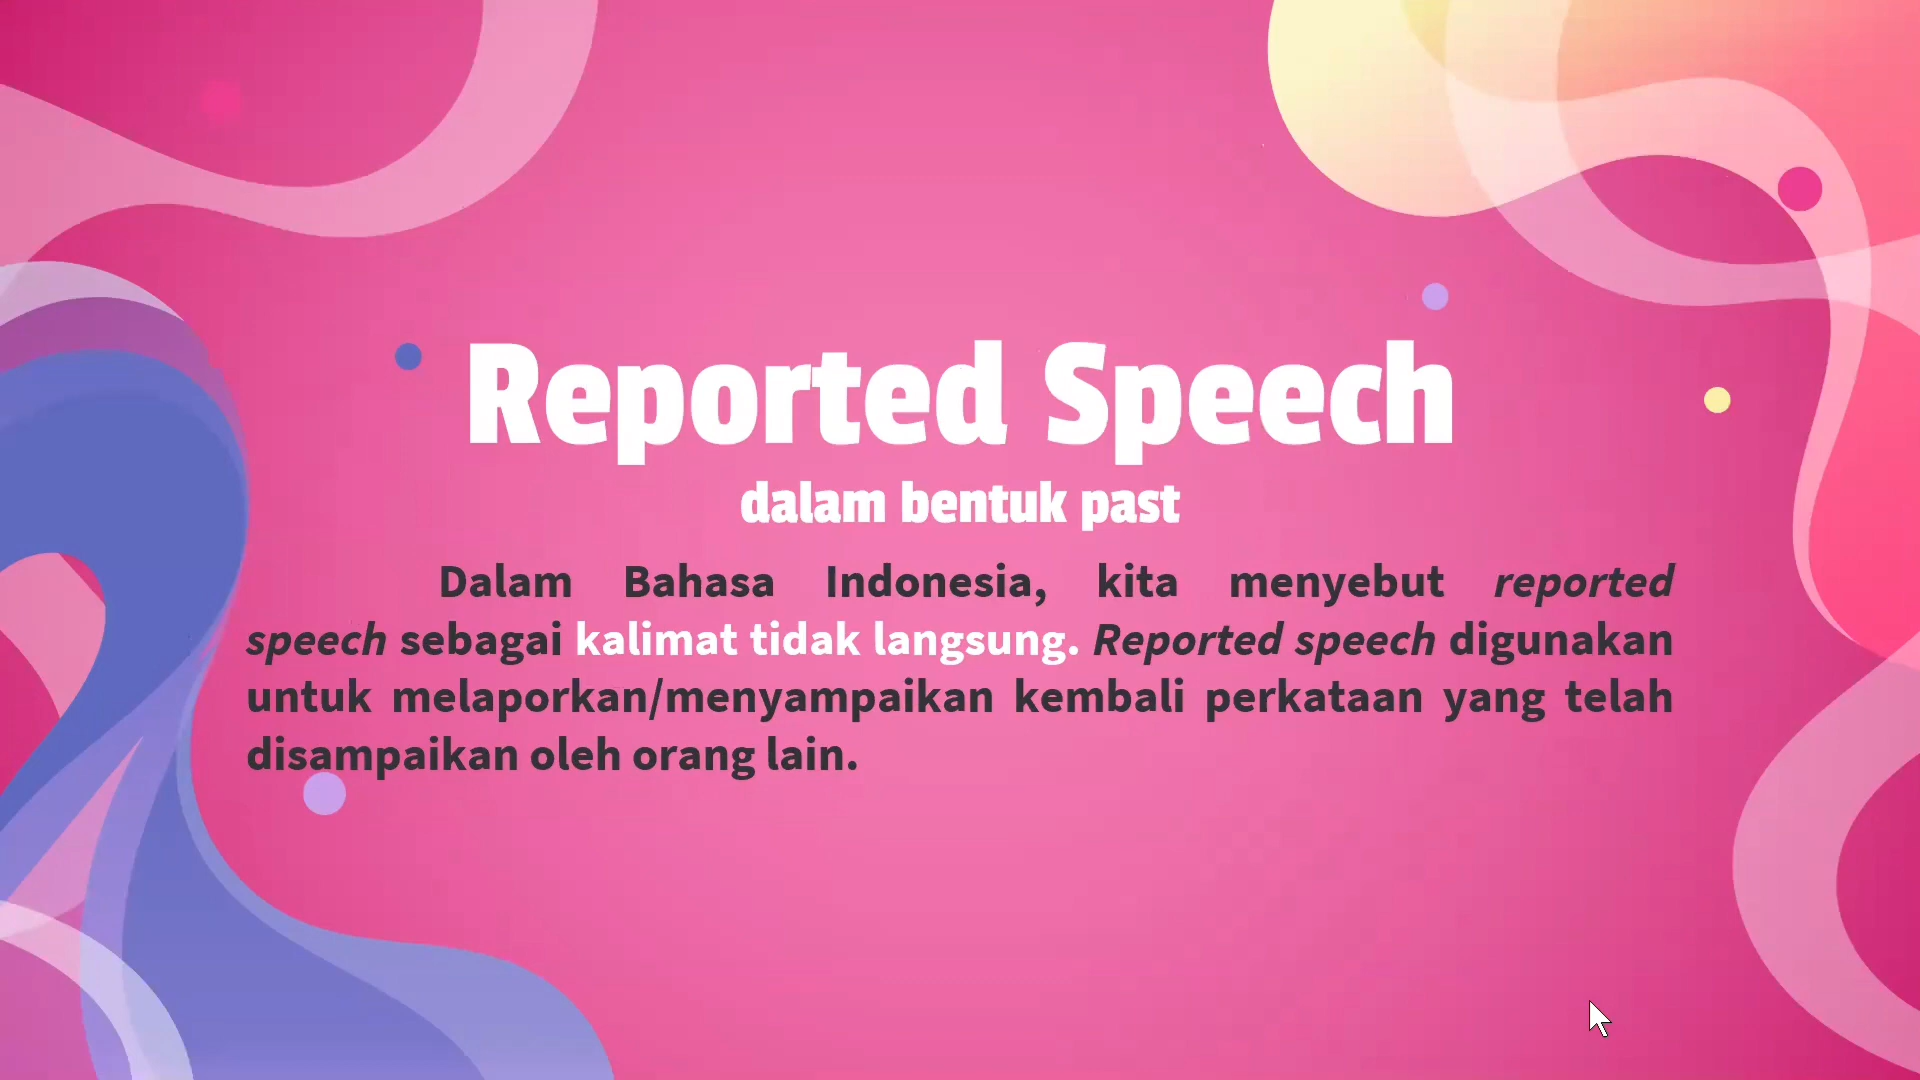 Reported Speech
dalam bentuk past
Dalam Bahasa Indonesia, kita menyebut reported
speech sebagai kalimat tidak langsung. Reported speech digunakan
untuk melaporkan/menyampaikan kembali perkataan yang telah
disampaikan oleh orang lain.